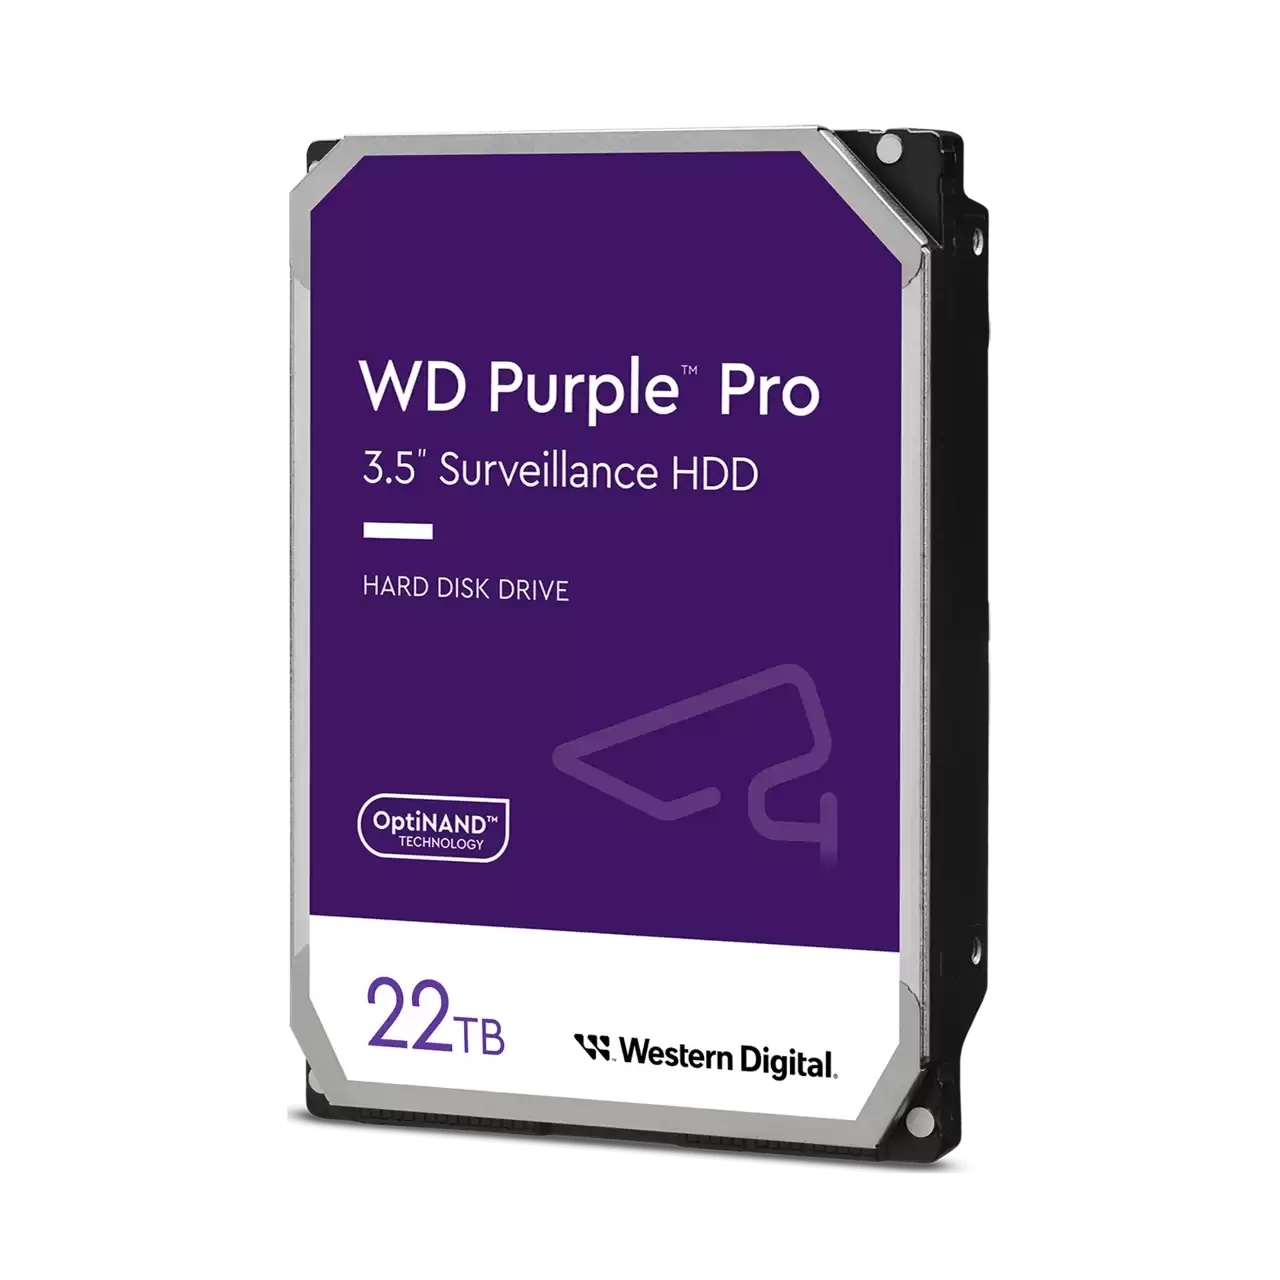 WD Purple™ Pro
3.5" Surveillance HDD
HARD DISK DRIVE
OptiNAND™
TECHNOLOGY
22TB
Western Digital®